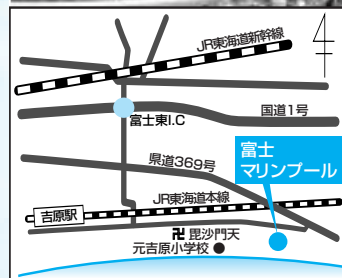 JR東海道新幹線
富士東I.C
国道1号
富士
マリンプール
県道369号
JR東海道本線
吉原駅
卍 毘沙門天
元吉原小学校 ●